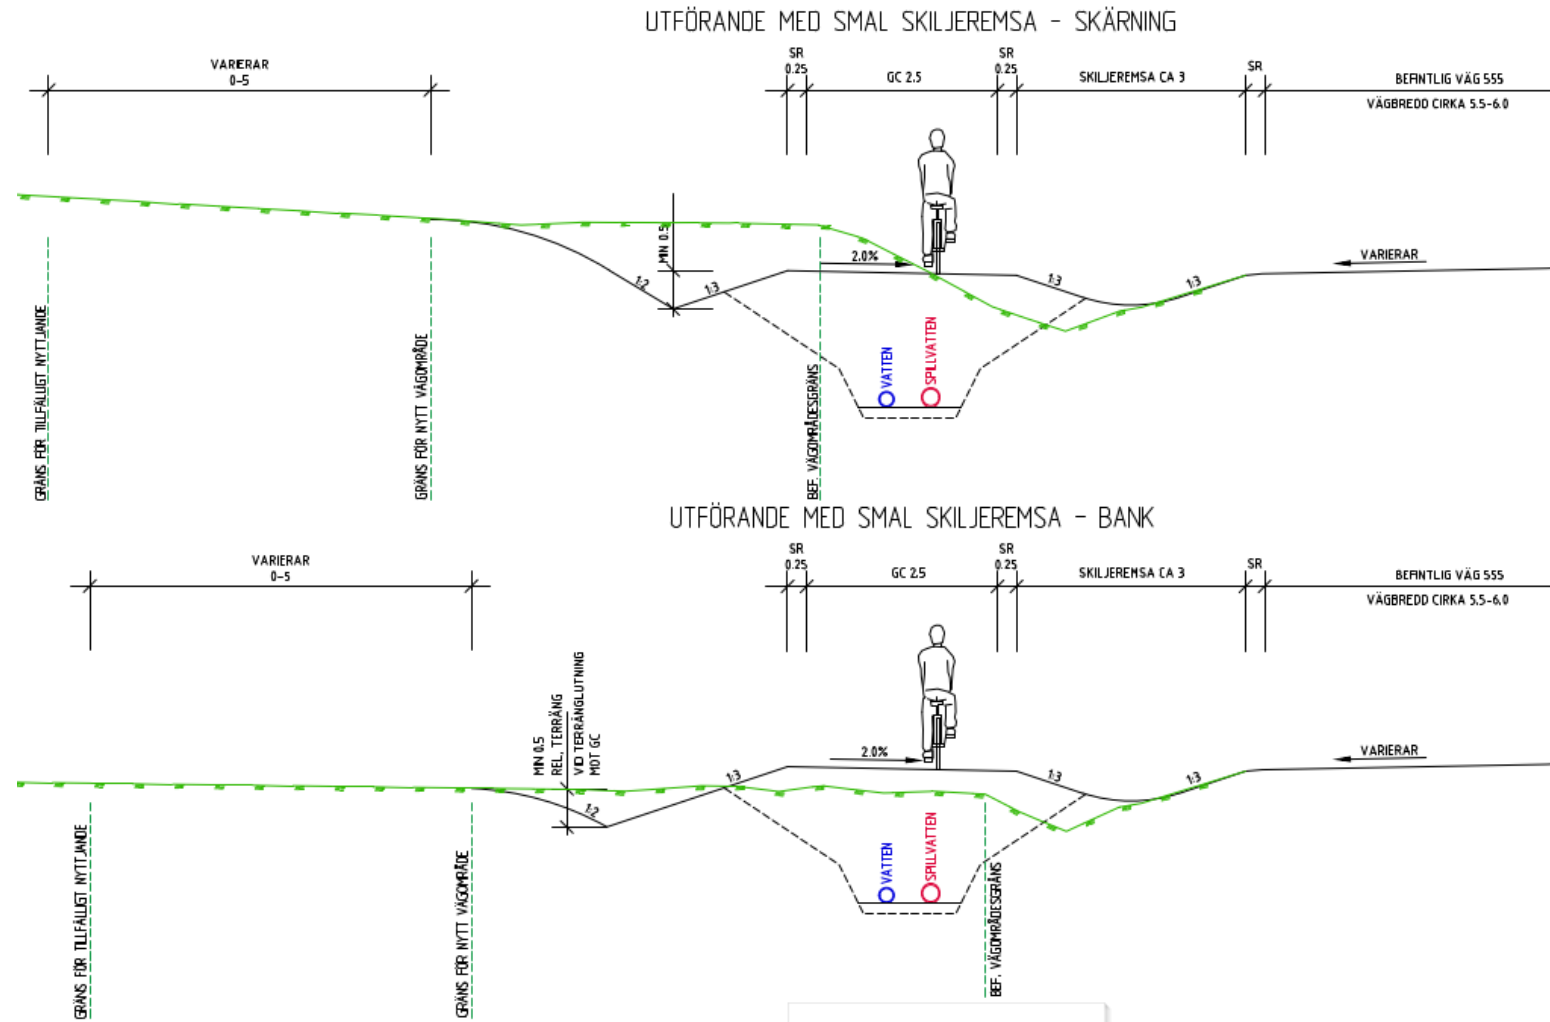 UTFÖRANDE MED SMAL SKILJEREMSA - SKÄRNING
VARIERAR
0-5
SR
0.25
GC 2.5
SR
0.25
SKILJEREMSA CA 3
SR
BEFINTLIG VÄG 555
VÄGBREDD CIRKA 5.5-6.0
MIN 0.5
2.0%
VARIERAR
1:2
1:3
1:3
1:3
VATTEN
SPILLVATTEN
GRÄNS FÖR TILLFÄLLIGT NYTTJANDE
GRÄNS FÖR NYTT VÄGOMRÅDE
BEF. VÄGOMRÅDESGRÄNS
UTFÖRANDE MED SMAL SKILJEREMSA - BANK
VARIERAR
0-5
SR
0.25
GC 2.5
SR
0.25
SKILJEREMSA CA 3
SR
BEFINTLIG VÄG 555
VÄGBREDD CIRKA 5.5-6.0
MIN 0.5
REL. TERRÄNG
VID TERRÄNGLUTNING
MOT GC
2.0%
VARIERAR
1:2
1:3
1:3
1:3
VATTEN
SPILLVATTEN
GRÄNS FÖR TILLFÄLLIGT NYTTJANDE
GRÄNS FÖR NYTT VÄGOMRÅDE
BEF. VÄGOMRÅDESGRÄNS